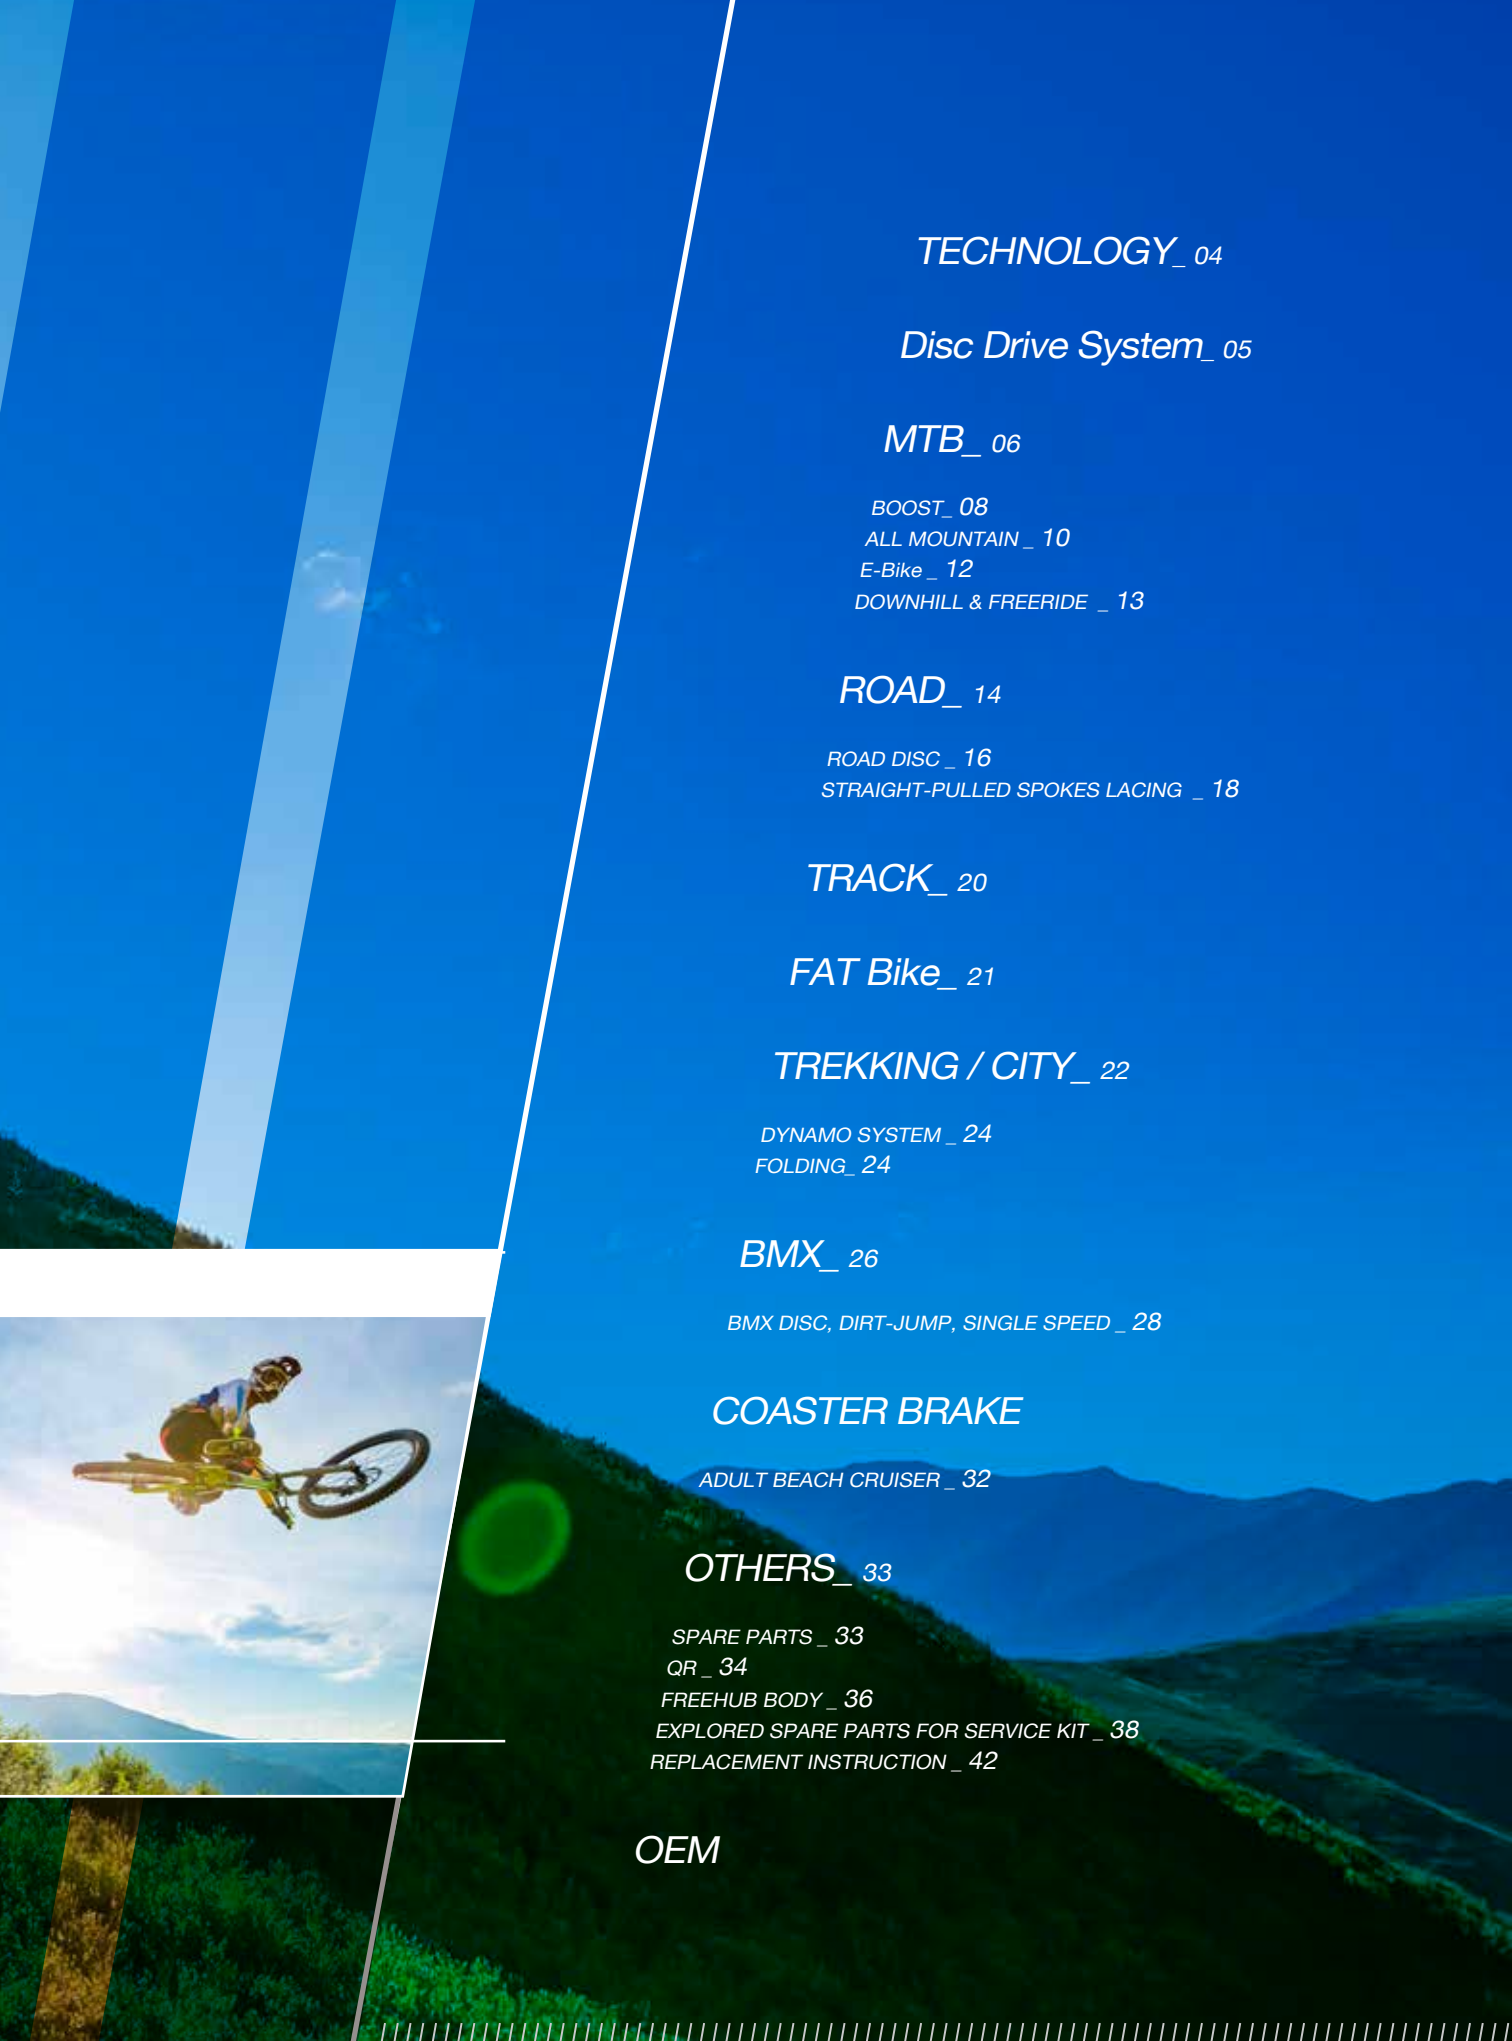 TECHNOLOGY_ 04
Disc Drive System_ 05
MTB_ 06
BOOST_ 08
ALL MOUNTAIN _ 10
E-Bike _ 12
DOWNHILL & FREERIDE _ 13
ROAD_ 14
ROAD DISC _ 16
STRAIGHT-PULLED SPOKES LACING _ 18
TRACK_ 20
FAT Bike_ 21
TREKKING / CITY_ 22
DYNAMO SYSTEM _ 24
FOLDING_ 24
BMX_ 26
BMX DISC, DIRT-JUMP, SINGLE SPEED _ 28
COASTER BRAKE
ADULT BEACH CRUISER _ 32
OTHERS_ 33
SPARE PARTS _ 33
QR _ 34
FREEHUB BODY _ 36
EXPLORED SPARE PARTS FOR SERVICE KIT _ 38
REPLACEMENT INSTRUCTION _ 42
OEM